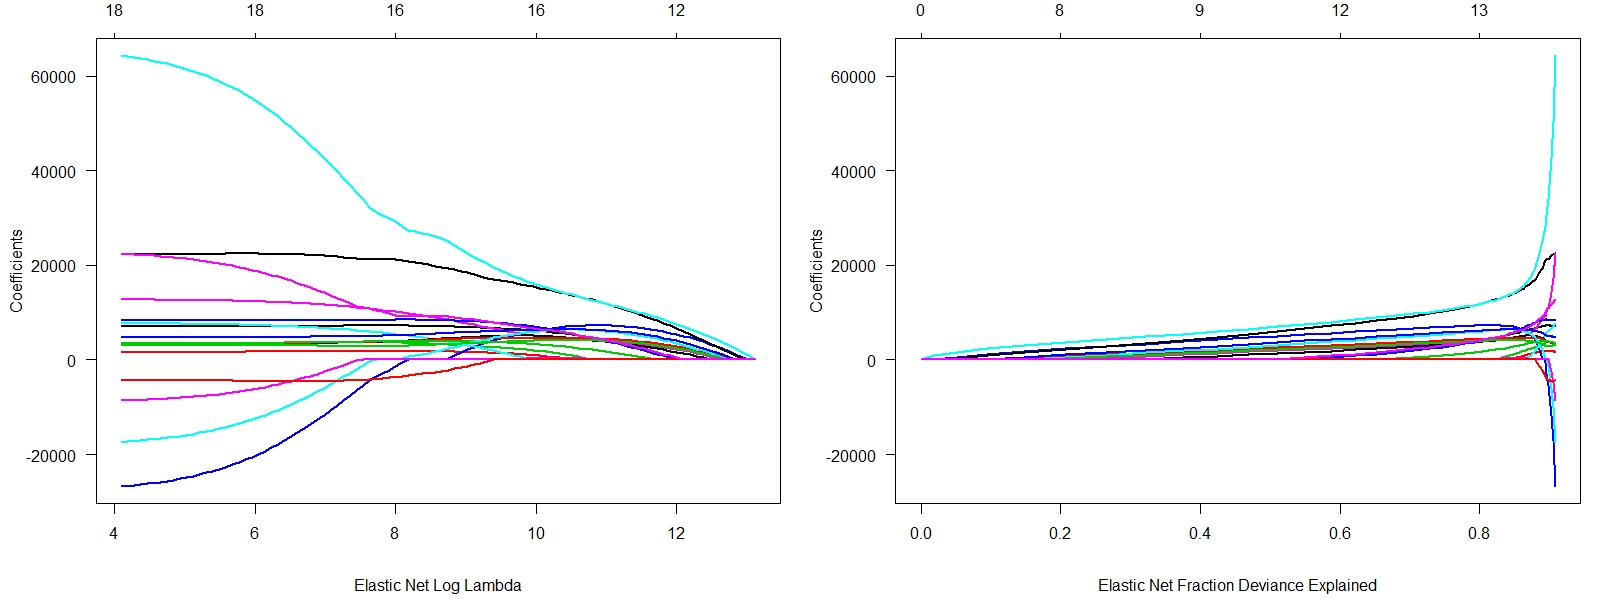 18 18 16 16 12
60000
40000
20000
0
-20000
Coefficients
4 6 8 10 12
Elastic Net Log Lambda
0 8 9 12 13
60000
40000
20000
0
-20000
Coefficients
0.0 0.2 0.4 0.6 0.8
Elastic Net Fraction Deviance Explained